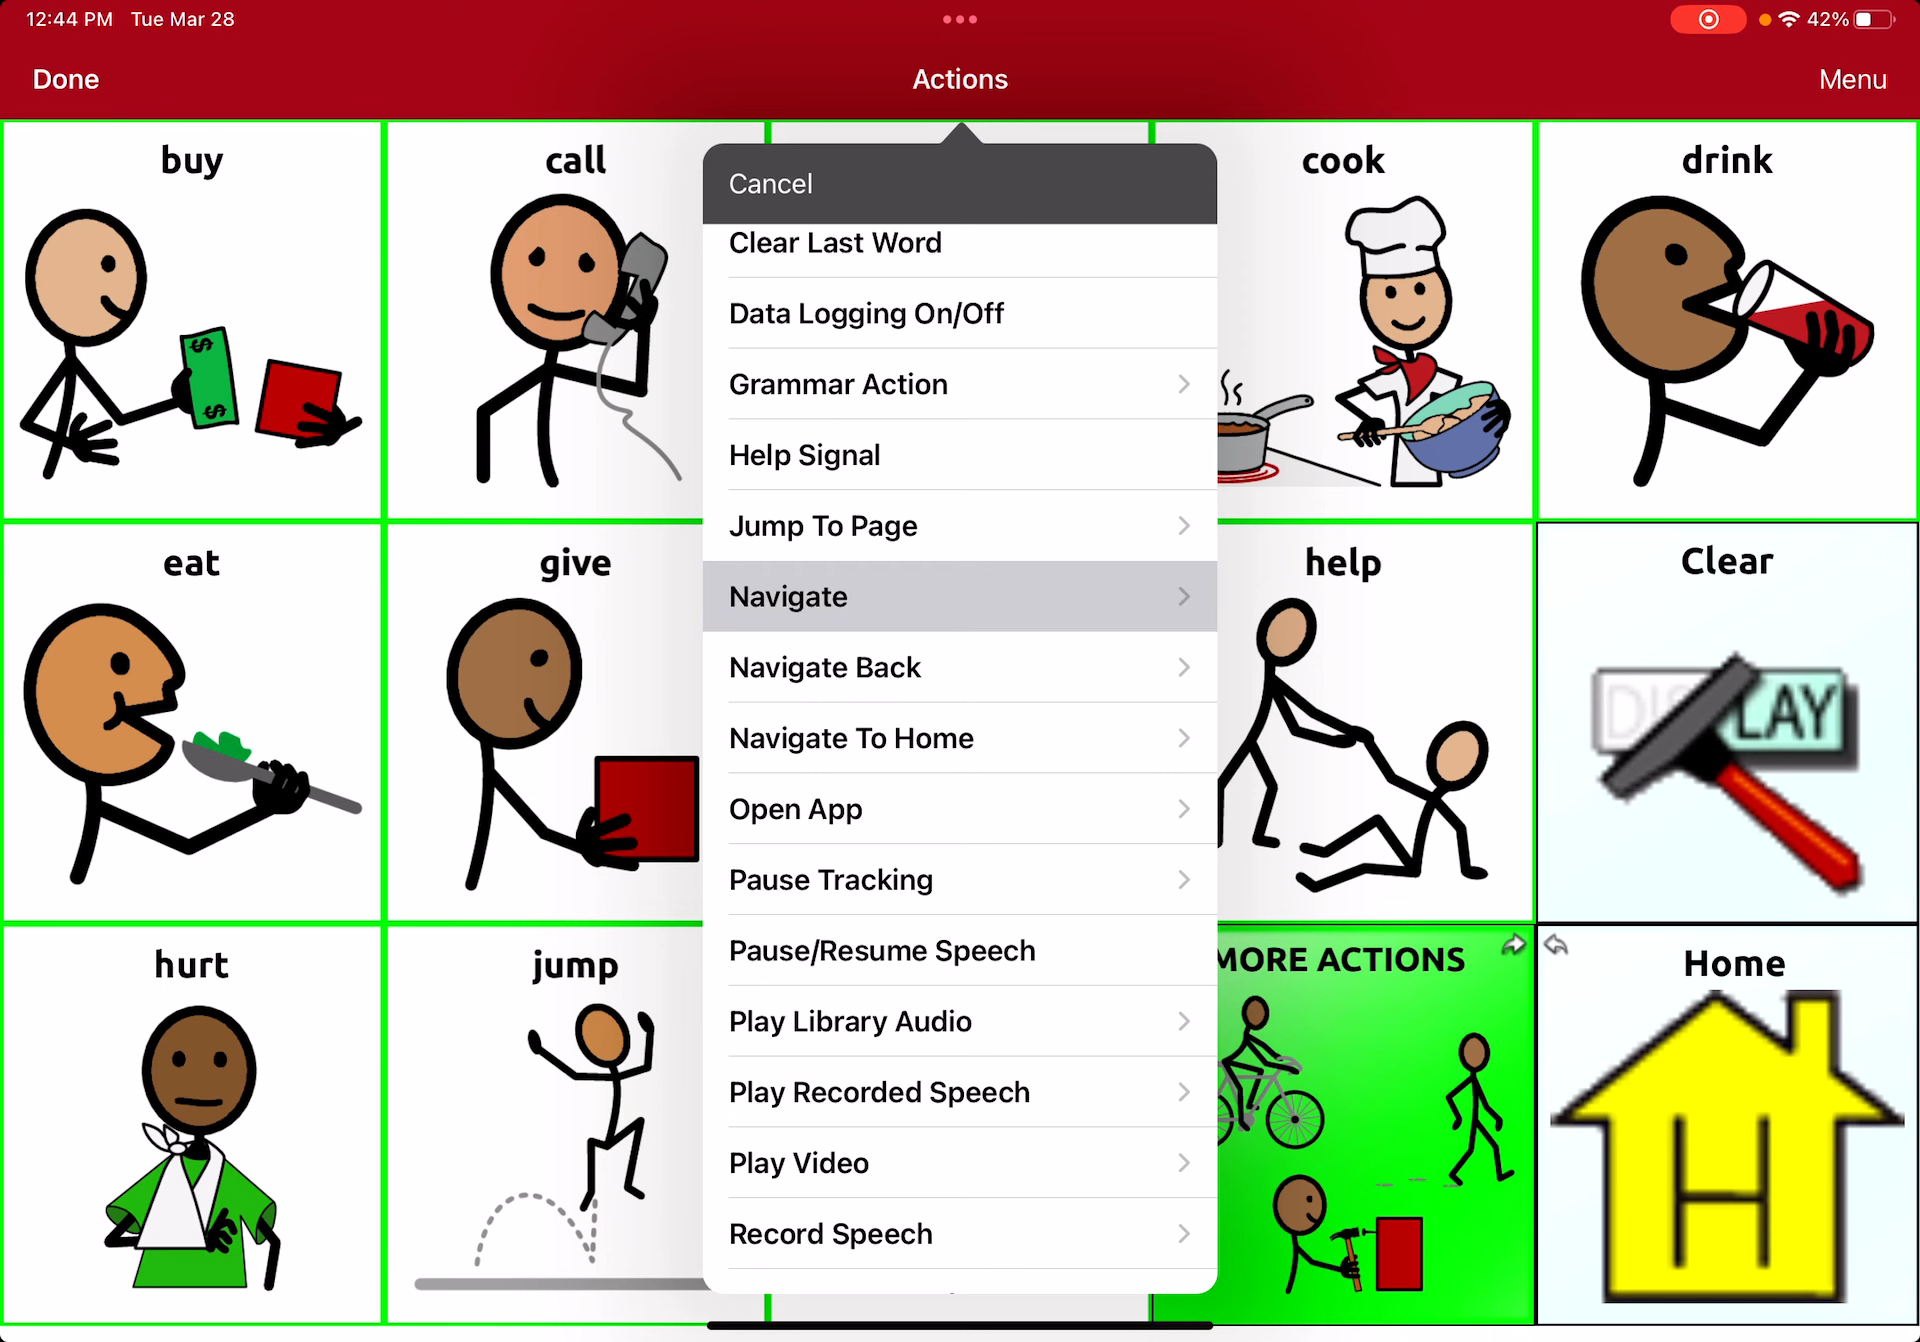 12:44 PM Tue Mar 28
42%
Done
Actions
Menu
buy
call
cook
drink
Cancel
Clear Last Word
Data Logging On/Off
Grammar Action
Help Signal
Jump To Page
Navigate
Navigate Back
Navigate To Home
Open App
Pause Tracking
Pause/Resume Speech
Play Library Audio
Play Recorded Speech
Play Video
Record Speech
eat
give
help
Clear
LAY
hurt
jump
MORE ACTIONS
Home
H
$
$